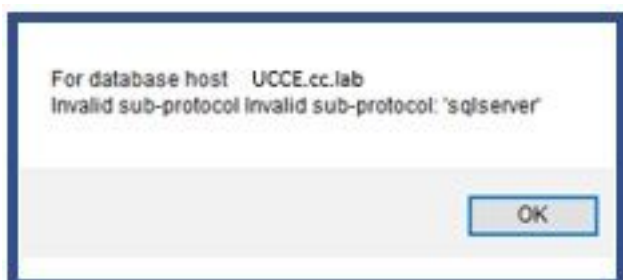 For database host UCCE.cc.lab
Invalid sub-protocol Invalid sub-protocol: 'sqlserver'
OK